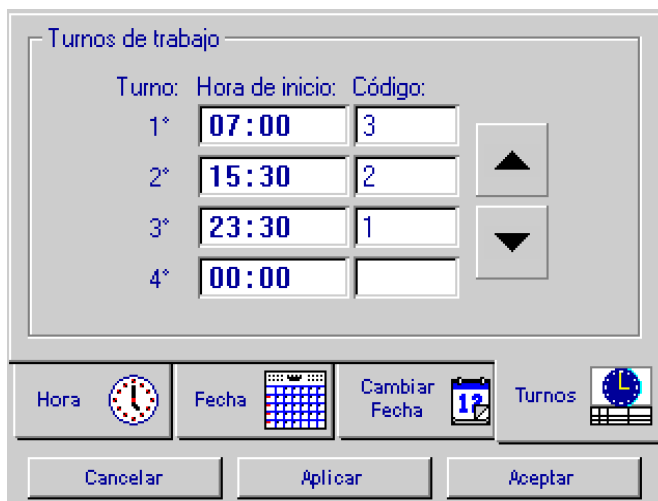 Turnos de trabajo
Turno: Hora de inicio: Código:
1° 07:00 3
2° 15:30 2
3° 23:30 1
4° 00:00
Hora Fecha Cambiar Fecha 12 Turnos
Cancelar Aplicar Aceptar